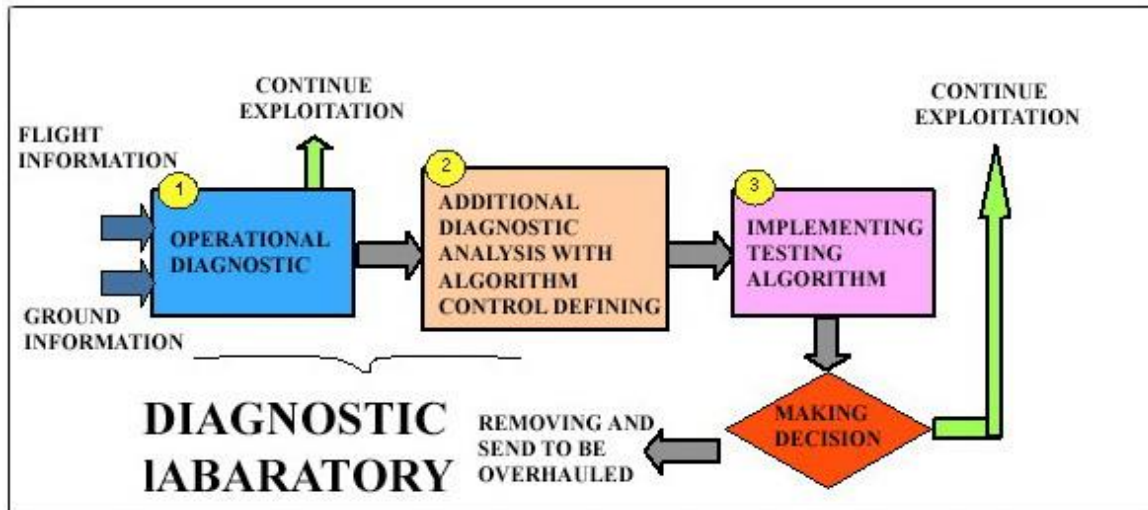 FLIGHT
INFORMATION
GROUND
INFORMATION
CONTINUE
EXPLOITATION
1
OPERATIONAL
DIAGNOSTIC
2
ADDITIONAL
DIAGNOSTIC
ANALYSIS WITH
ALGORITHM
CONTROL DEFINING
3
IMPLEMENTING
TESTING
ALGORITHM
CONTINUE
EXPLOITATION
DIAGNOSTIC
lABARATORY
REMOVING AND
SEND TO BE
OVERHAULED
MAKING
DECISION